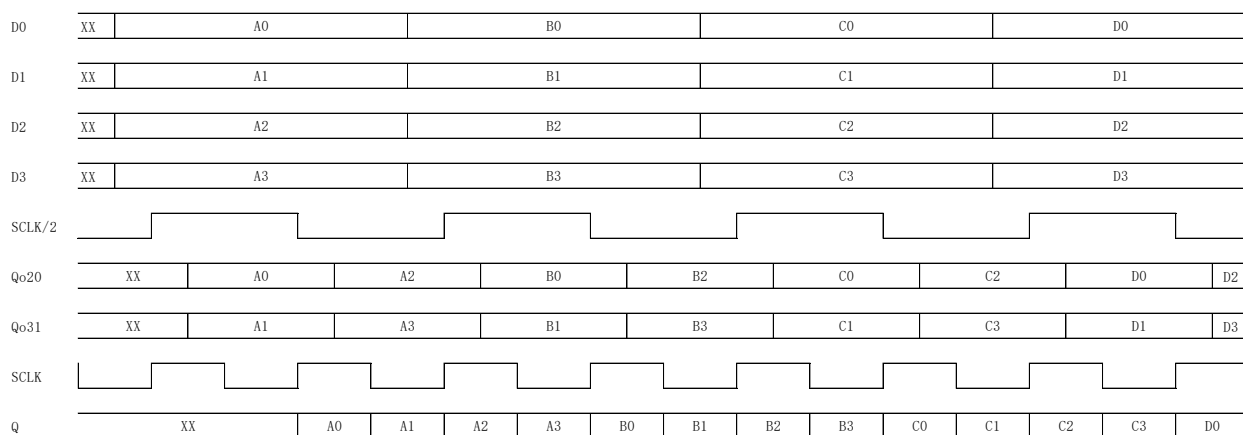 D0 XX A0 B0 C0 D0
D1 XX A1 B1 C1 D1
D2 XX A2 B2 C2 D2
D3 XX A3 B3 C3 D3
SCLK/2
Qo20 XX A0 A2 B0 B2 C0 C2 D0 D2
Qo31 XX A1 A3 B1 B3 C1 C3 D1 D3
SCLK
Q XX A0 A1 A2 A3 B0 B1 B2 B3 C0 C1 C2 C3 D0